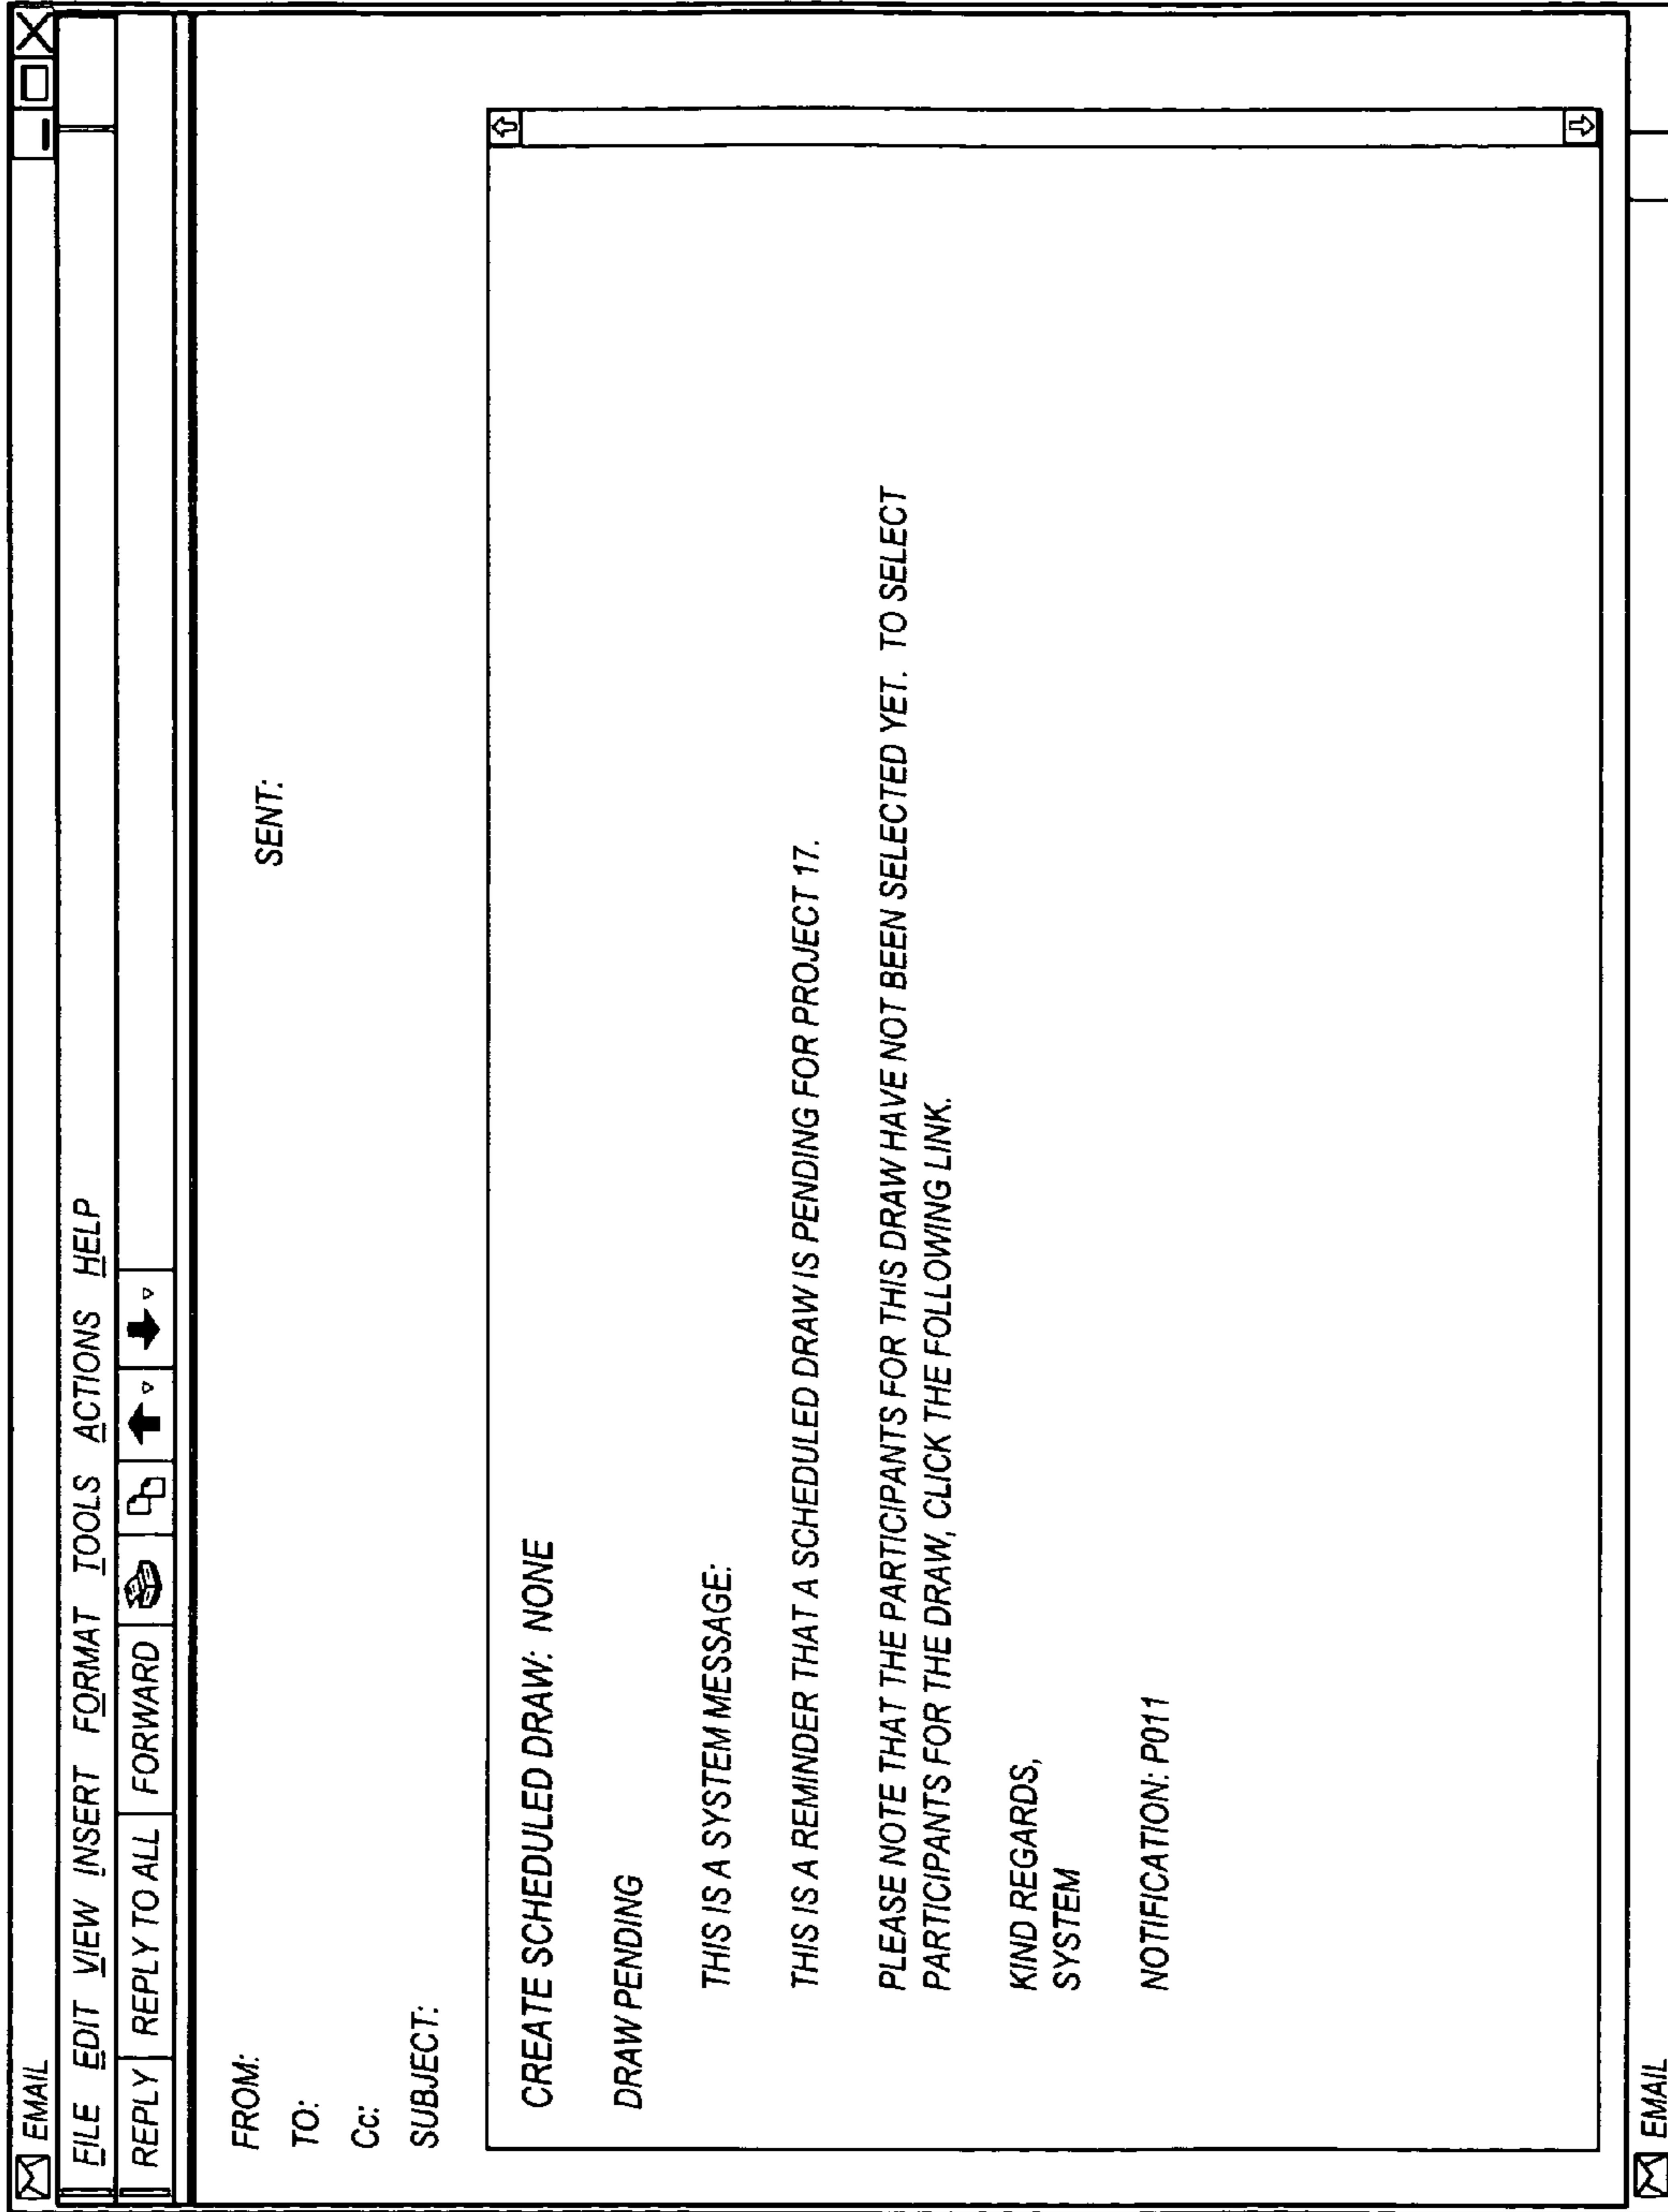 EMAIL
FILE EDIT VIEW INSERT FORMAT TOOLS ACTIONS HELP
REPLY REPLY TO ALL FORWARD
FROM:
SENT:
TO:
Cc:
SUBJECT:
CREATE SCHEDULED DRAW: NONE
DRAW PENDING
THIS IS A SYSTEM MESSAGE:
THIS IS A REMINDER THAT A SCHEDULED DRAW IS PENDING FOR PROJECT 17.
PLEASE NOTE THAT THE PARTICIPANTS FOR THIS DRAW HAVE NOT BEEN SELECTED YET. TO SELECT
PARTICIPANTS FOR THE DRAW, CLICK THE FOLLOWING LINK.
KIND REGARDS,
SYSTEM
NOTIFICATION: P011
EMAIL